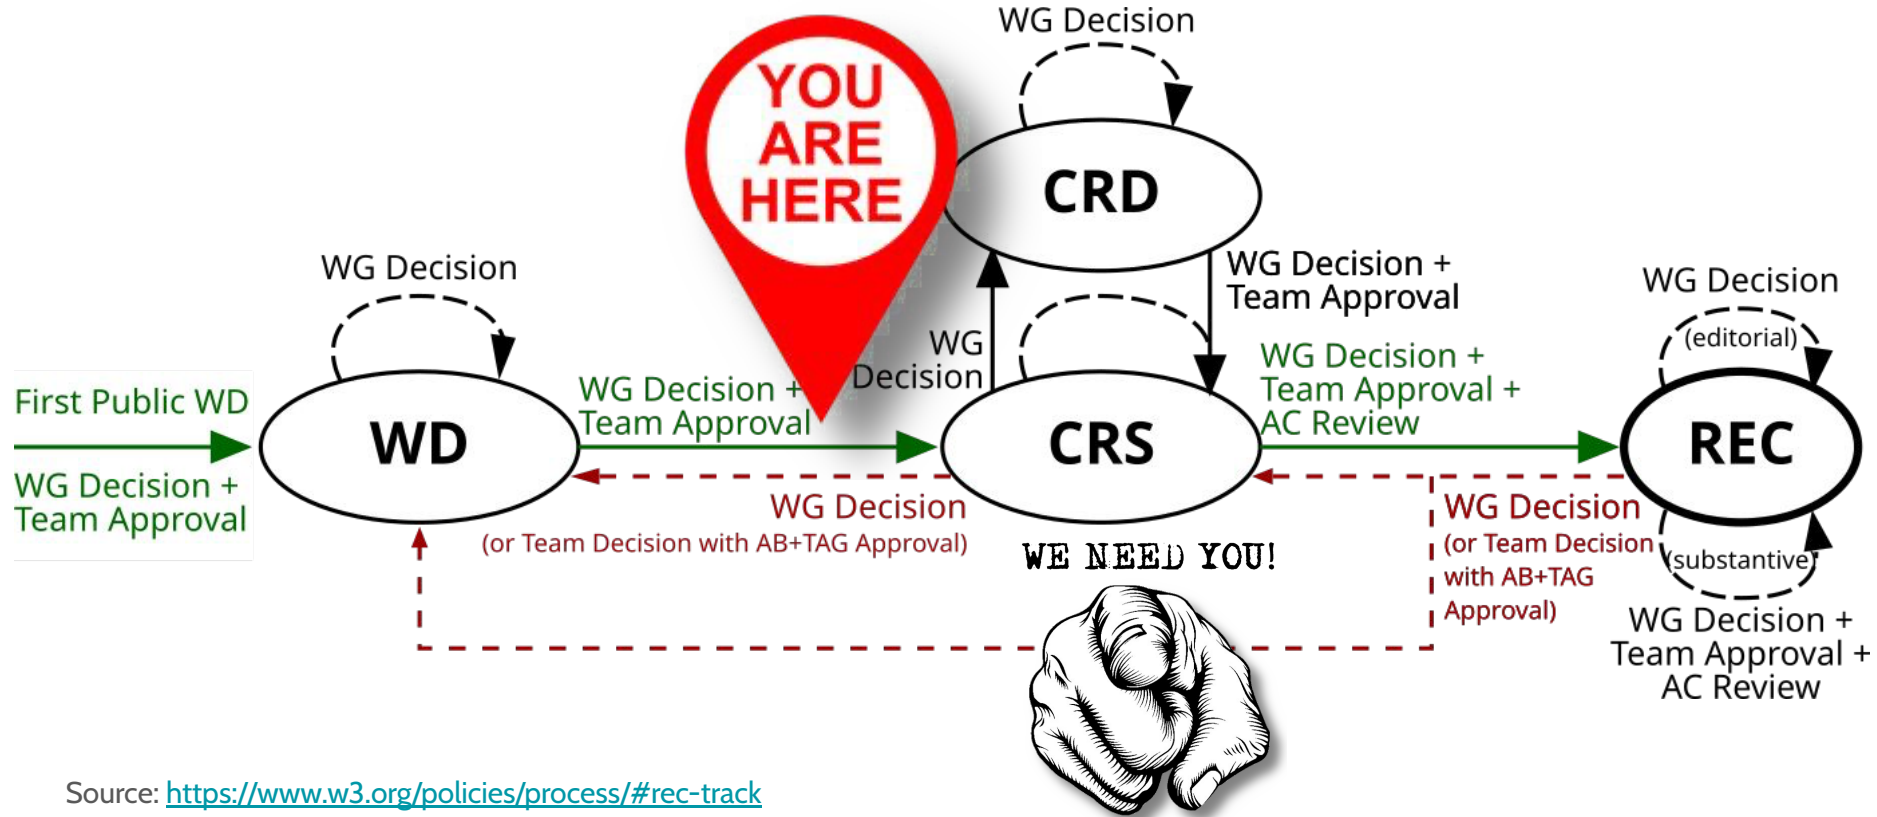 WG Decision
YOU
ARE
HERE
CRD
WG Decision
WG Decision +
Team Approval
WG Decision
(editorial)
WG
Decision
First Public WD
WG Decision +
Team Approval
WD
WG Decision +
Team Approval
CRS
WG Decision +
Team Approval +
AC Review
REC
WG Decision
(or Team Decision with AB+TAG Approval)
WG Decision
(or Team Decision
with AB+TAG
Approval)
(substantive)
WG Decision +
Team Approval +
AC Review
WE NEED YOU!
Source: https://www.w3.org/policies/process/#rec-track